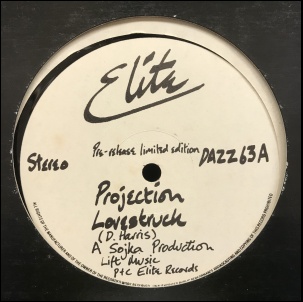 Elite
Pre-release limited edition
Stereo
DAZZ 63A
Projection
Lovestruck
(D. Harris)
A Sojka Production
Lift Music
P+C Elite Records